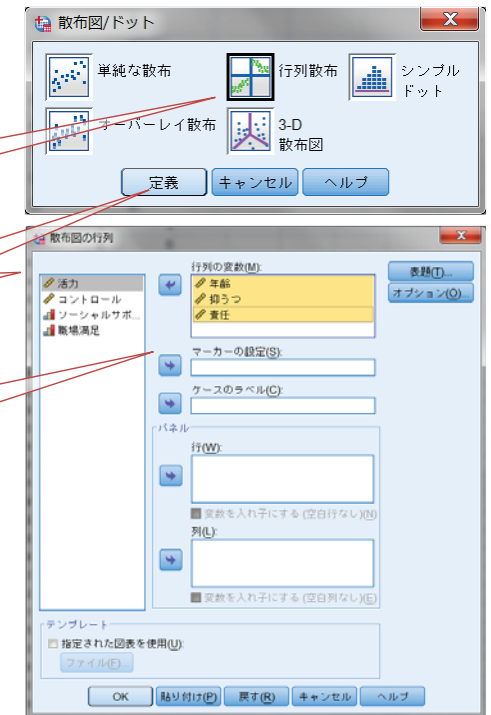 散布図/ドット
単純な散布
行列散布
シンプル
ドット
オーバーレイ散布
3-D
散布図
定義
キャンセル
ヘルプ
散布図の行列
活力
コントロール
ソーシャルサポ...
職場満足
行列の変数(M):
年齢
抑うつ
責任
マーカーの設定(S):
ケースのラベル(C):
パネル
行(W):
変数を入れ子にする (空白行なし)(N)
列(L):
変数を入れ子にする (空白列なし)(E)
表題(T)...
オプション(O)...
テンプレート
指定された図表を使用(U):
ファイル(F)...
OK
貼り付け(P)
戻す(R)
キャンセル
ヘルプ